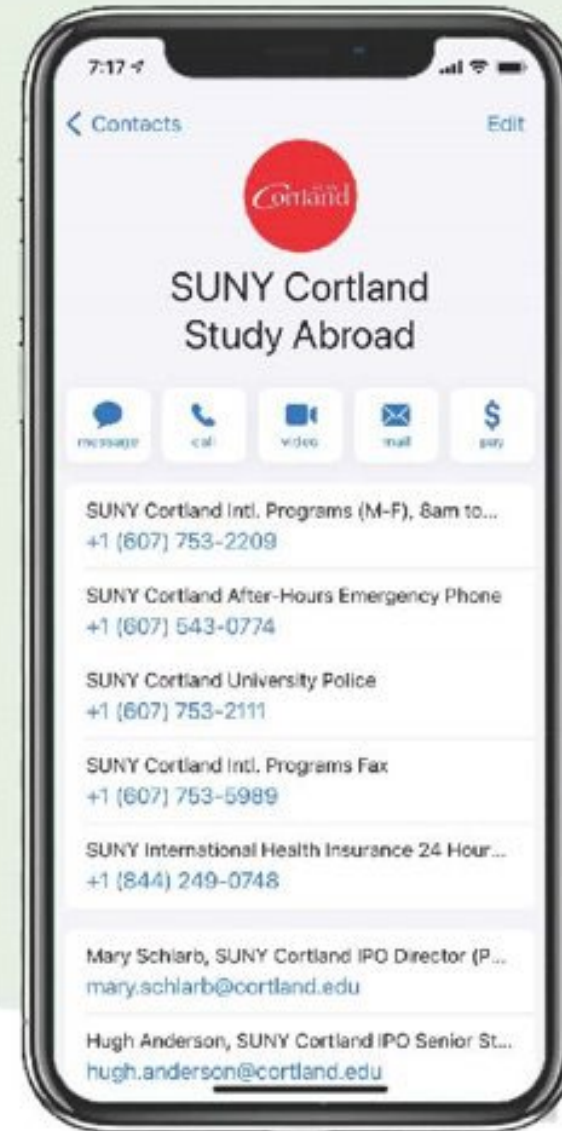 7:17
Contacts
Edit
Cortland
SUNY Cortland
Study Abroad
message
call
video
mail
$
pay
SUNY Cortland Intl. Programs (M-F), 8am to...
+1 (607) 753-2209
SUNY Cortland After-Hours Emergency Phone
+1 (607) 543-0774
SUNY Cortland University Police
+1 (607) 753-2111
SUNY Cortland Intl. Programs Fax
+1 (607) 753-5989
SUNY International Health Insurance 24 Hour...
+1 (844) 249-0748
Mary Schlarb, SUNY Cortland IPO Director (P...
mary.schlarb@cortland.edu
Hugh Anderson, SUNY Cortland IPO Senior St...
hugh.anderson@cortland.edu